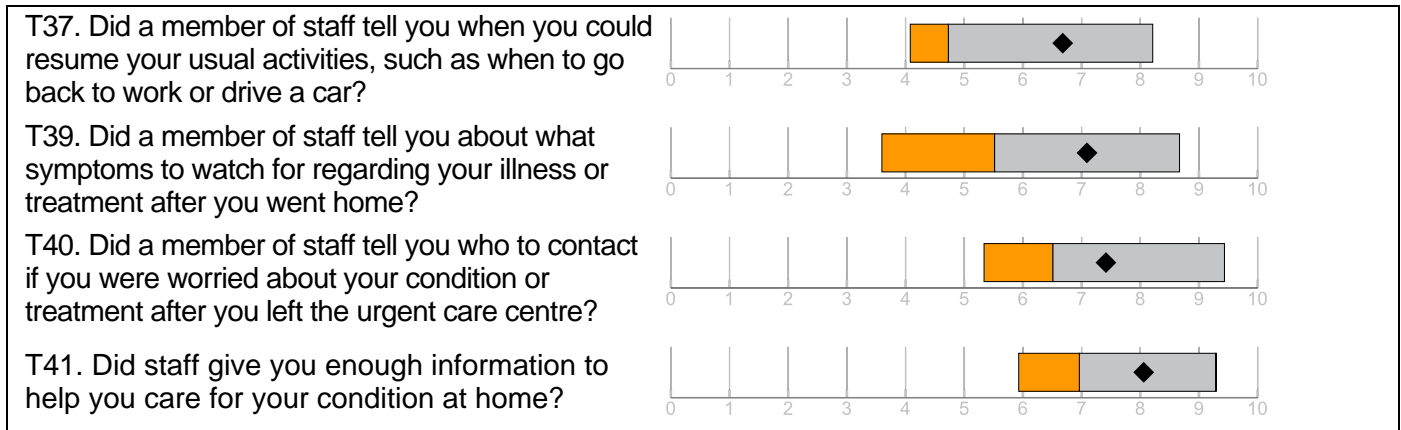 T37. Did a member of staff tell you when you could
resume your usual activities, such as when to go
back to work or drive a car?
0 1 2 3 4 5 6 7 8 9 10
T39. Did a member of staff tell you about what
symptoms to watch for regarding your illness or
treatment after you went home?
0 1 2 3 4 5 6 7 8 9 10
T40. Did a member of staff tell you who to contact
if you were worried about your condition or
treatment after you left the urgent care centre?
0 1 2 3 4 5 6 7 8 9 10
T41. Did staff give you enough information to
help you care for your condition at home?
0 1 2 3 4 5 6 7 8 9 10